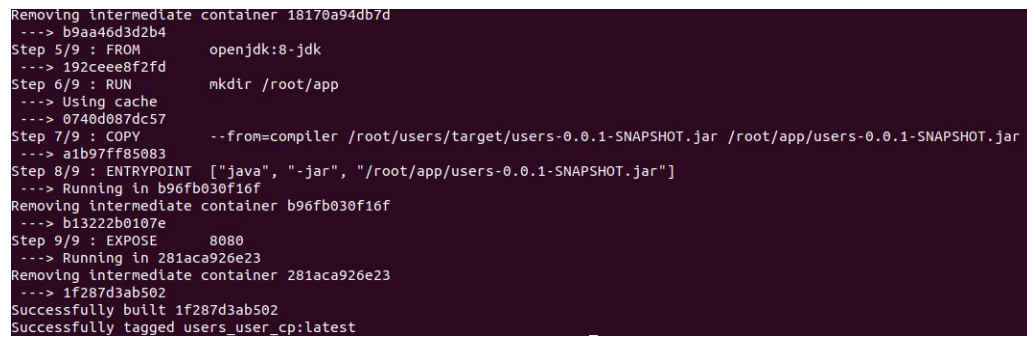 Removing intermediate container 18170a94db7d
 ---> b9aa46d3d2b4
Step 5/9 : FROM       openjdk:8-jdk
 ---> 192ceee8f2fd
Step 6/9 : RUN        mkdir /root/app
 ---> Using cache
 ---> 0740d087dc57
Step 7/9 : COPY       --from=compiler /root/users/target/users-0.0.1-SNAPSHOT.jar /root/app/users-0.0.1-SNAPSHOT.jar
 ---> a1b97ff85083
Step 8/9 : ENTRYPOINT ["java", "-jar", "/root/app/users-0.0.1-SNAPSHOT.jar"]
 ---> Running in b96fb030f16f
Removing intermediate container b96fb030f16f
 ---> b13222b0107e
Step 9/9 : EXPOSE     8080
 ---> Running in 281aca926e23
Removing intermediate container 281aca926e23
 ---> 1f287d3ab502
Successfully built 1f287d3ab502
Successfully tagged users_user_cp:latest